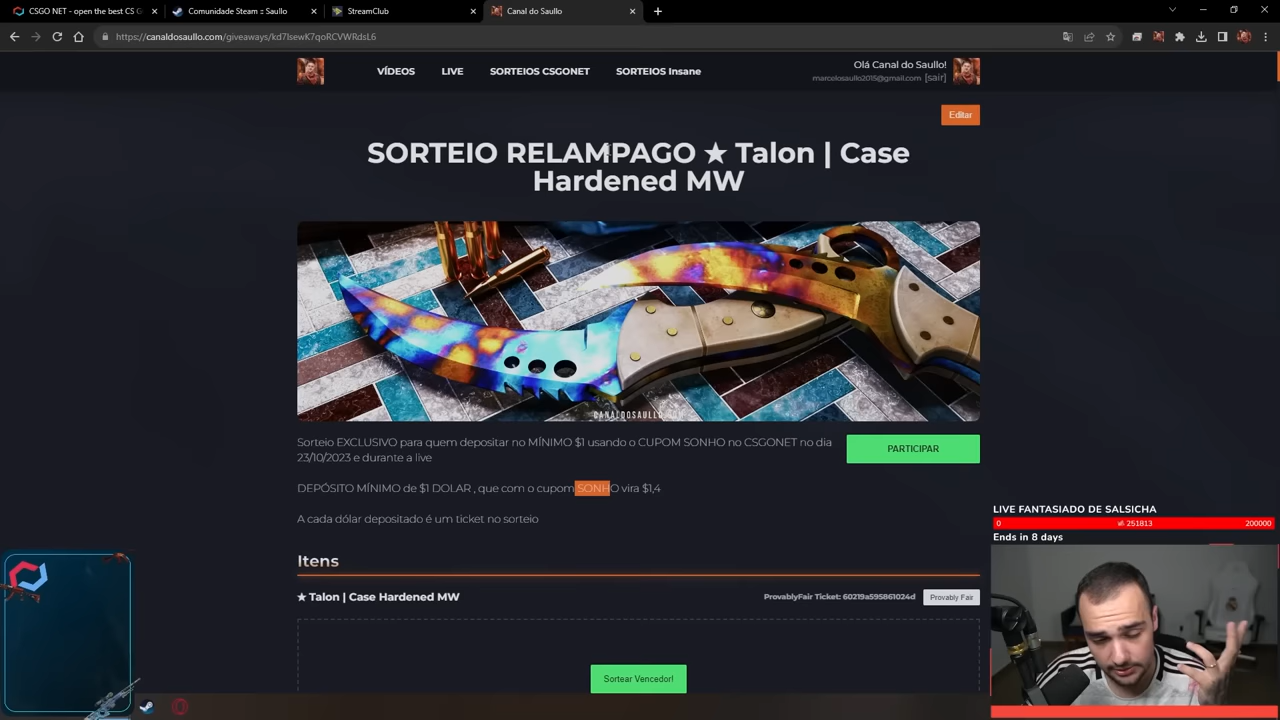 CSGO NET - open the best CS G
Comunidade Steam :: Saullo
StreamClub
Canal do Saullo
https://canaldosaullo.com/giveaways/kd7lsewK7qoRCVWRdsL6
VÍDEOS
LIVE
SORTEIOS CSGONET
SORTEIOS Insane
Olá Canal do Saullo!
marcelosaullo2015@gmail.com [sair]
Editar
SORTEIO RELAMPAGO ★ Talon | Case
Hardened MW
CANALDOSAULLO.COM
Sorteio EXCLUSIVO para quem depositar no MÍNIMO $1 usando o CUPOM SONHO no CSGONET no dia
23/10/2023 e durante a live
PARTICIPAR
DEPÓSITO MÍNIMO de $1 DOLAR , que com o cupom SONHO vira $1,4
A cada dólar depositado é um ticket no sorteio
LIVE FANTASIADO DE SALSICHA
0 251813 200000
Ends in 8 days
Itens
★ Talon | Case Hardened MW
ProvablyFair Ticket: 60219a595861024d
Provably Fair
Sortear Vencedor!